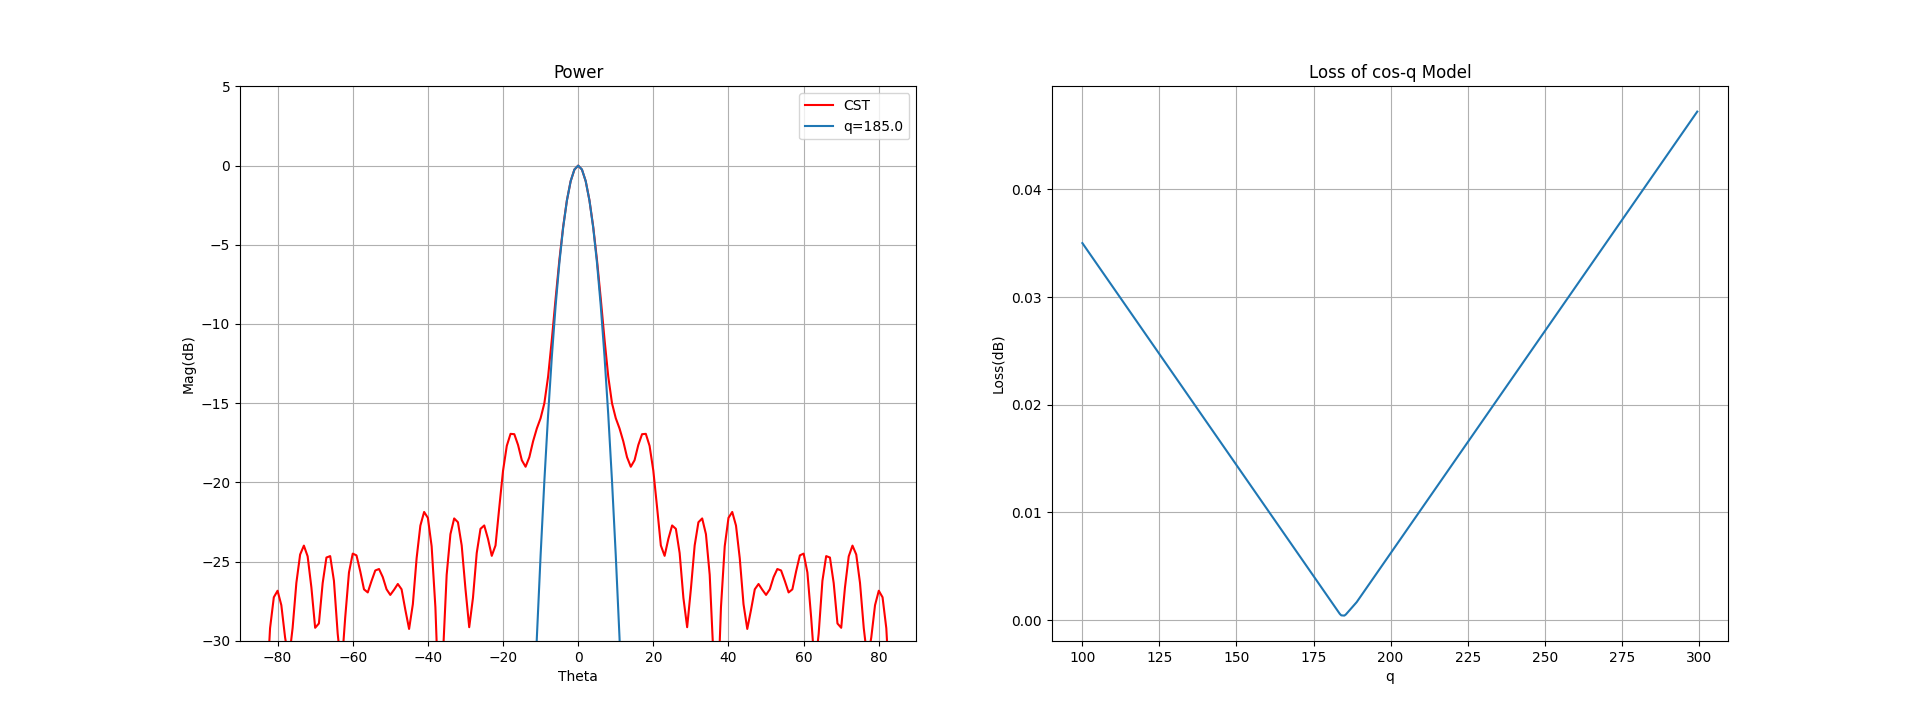 Power
5
0
−5
−10
−15
−20
−25
−30
Mag(dB)
−80 −60 −40 −20 0 20 40 60 80
Theta
CST
q=185.0
Loss of cos-q Model
0.04
0.03
0.02
0.01
0.00
Loss(dB)
100 125 150 175 200 225 250 275 300
q